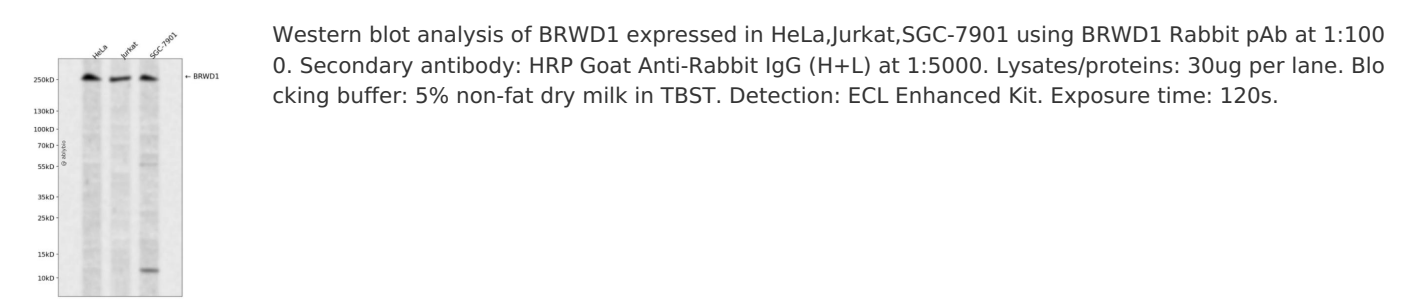 HeLa
Jurkat
SGC-7901
250kD
← BRWD1
130kD
100kD
70kD
55kD
35kD
25kD
15kD
10kD
@ abybio
Western blot analysis of BRWD1 expressed in HeLa,Jurkat,SGC-7901 using BRWD1 Rabbit pAb at 1:100
0. Secondary antibody: HRP Goat Anti-Rabbit IgG (H+L) at 1:5000. Lysates/proteins: 30ug per lane. Blo
cking buffer: 5% non-fat dry milk in TBST. Detection: ECL Enhanced Kit. Exposure time: 120s.